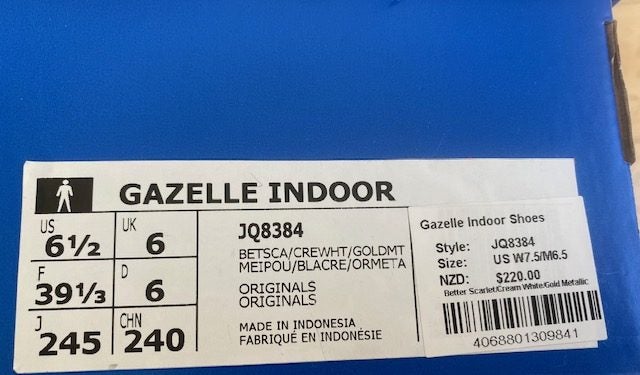 GAZELLE INDOOR
US 6½ UK 6
F 39⅓ D 6
J 245 CHN 240
JQ8384
BETSCA/CREWHT/GOLDMT
MEIPOU/BLACRE/ORMETA
ORIGINALS
ORIGINALS
MADE IN INDONESIA
FABRIQUÉ EN INDONÉSIE
Gazelle Indoor Shoes
Style: JQ8384
Size: US W7.5/M6.5
NZD: $220.00
Better Scarlet/Cream White/Gold Metallic
4068801309841